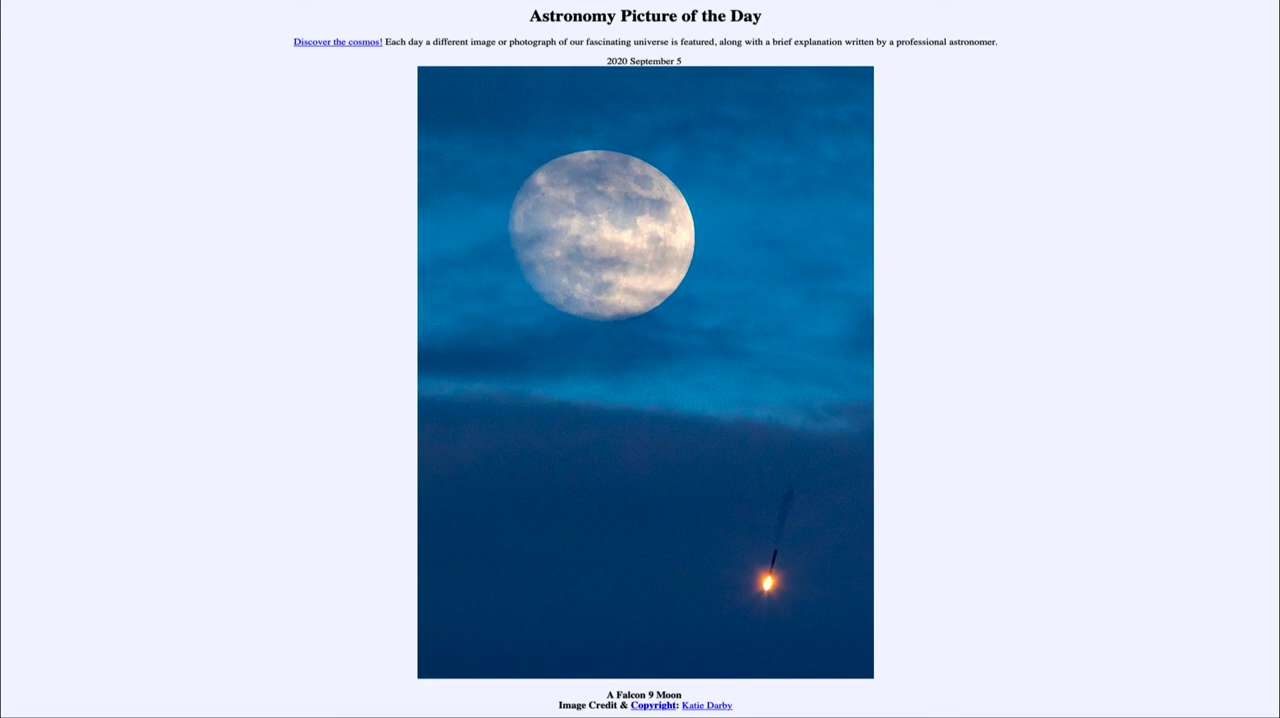 Astronomy Picture of the Day
Discover the cosmos! Each day a different image or photograph of our fascinating universe is featured, along with a brief explanation written by a professional astronomer.
2020 September 5
A Falcon 9 Moon
Image Credit & Copyright: Katie Darby